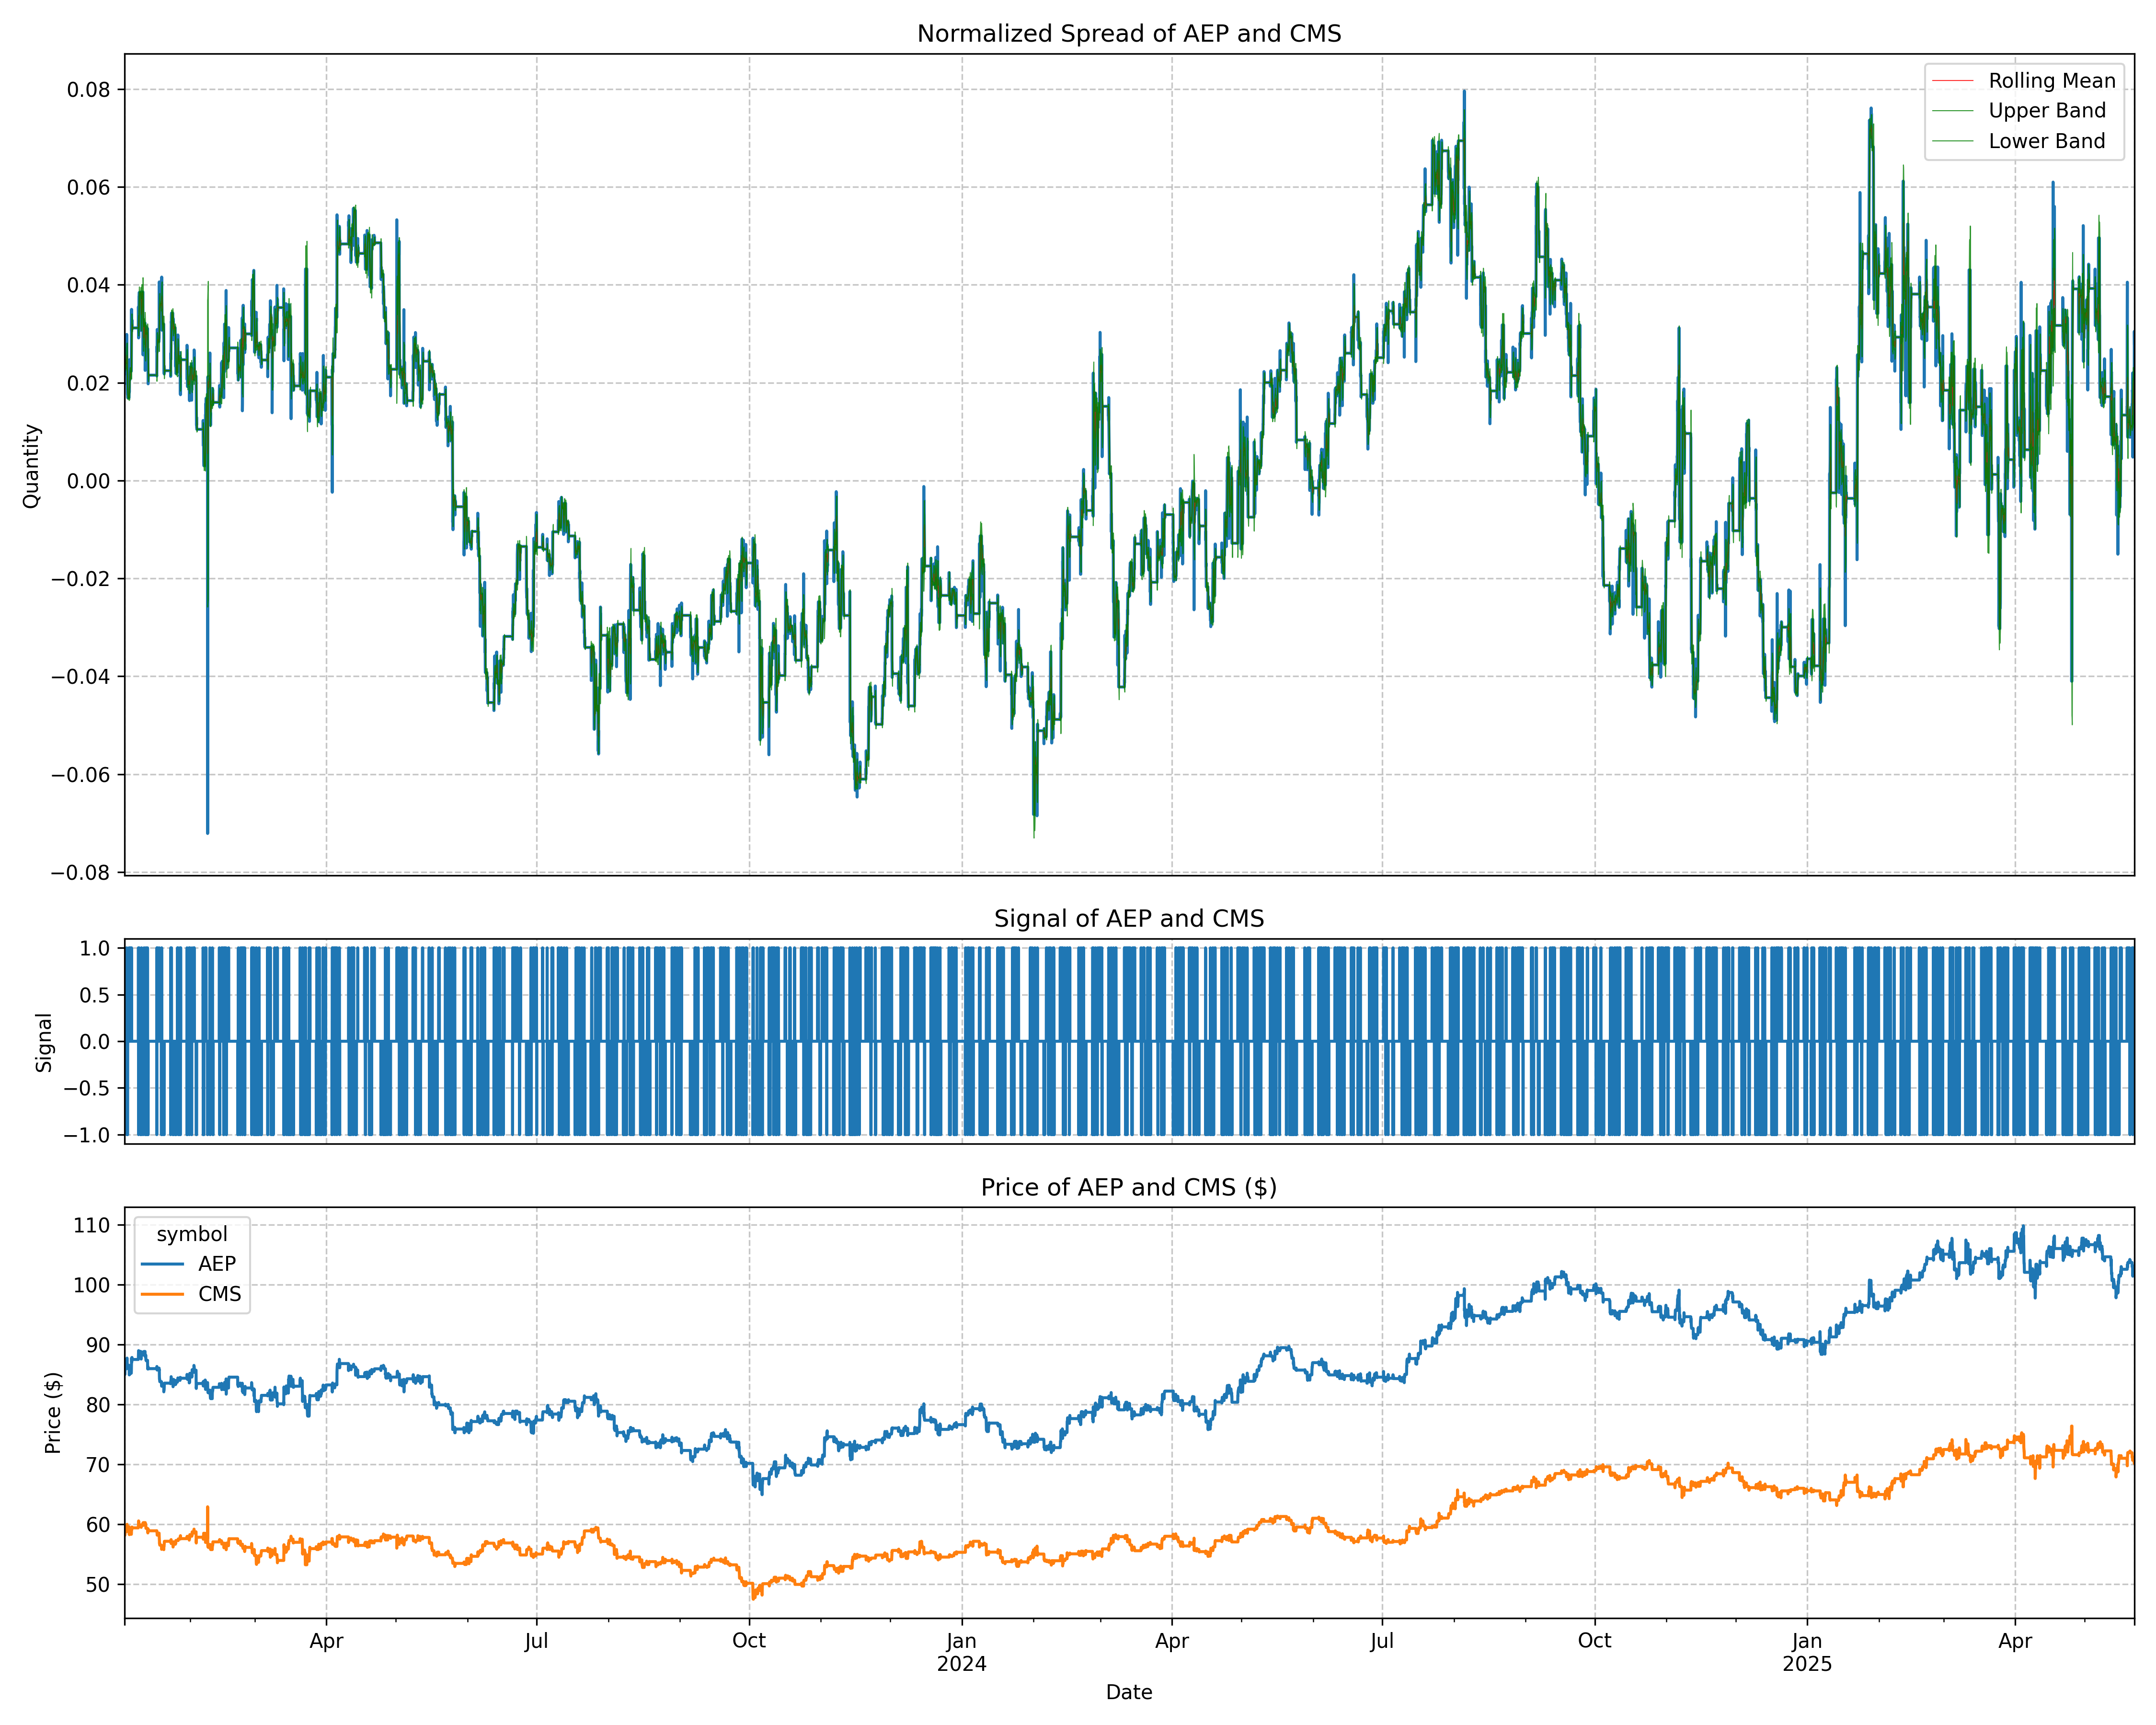 Normalized Spread of AEP and CMS
Quantity
0.08
0.06
0.04
0.02
0.00
−0.02
−0.04
−0.06
−0.08
Rolling Mean
Upper Band
Lower Band
Signal of AEP and CMS
Signal
1.0
0.5
0.0
−0.5
−1.0
Price of AEP and CMS ($)
Price ($)
110
100
90
80
70
60
50
symbol
AEP
CMS
Apr
Jul
Oct
Jan
2024
Apr
Jul
Oct
Jan
2025
Apr
Date